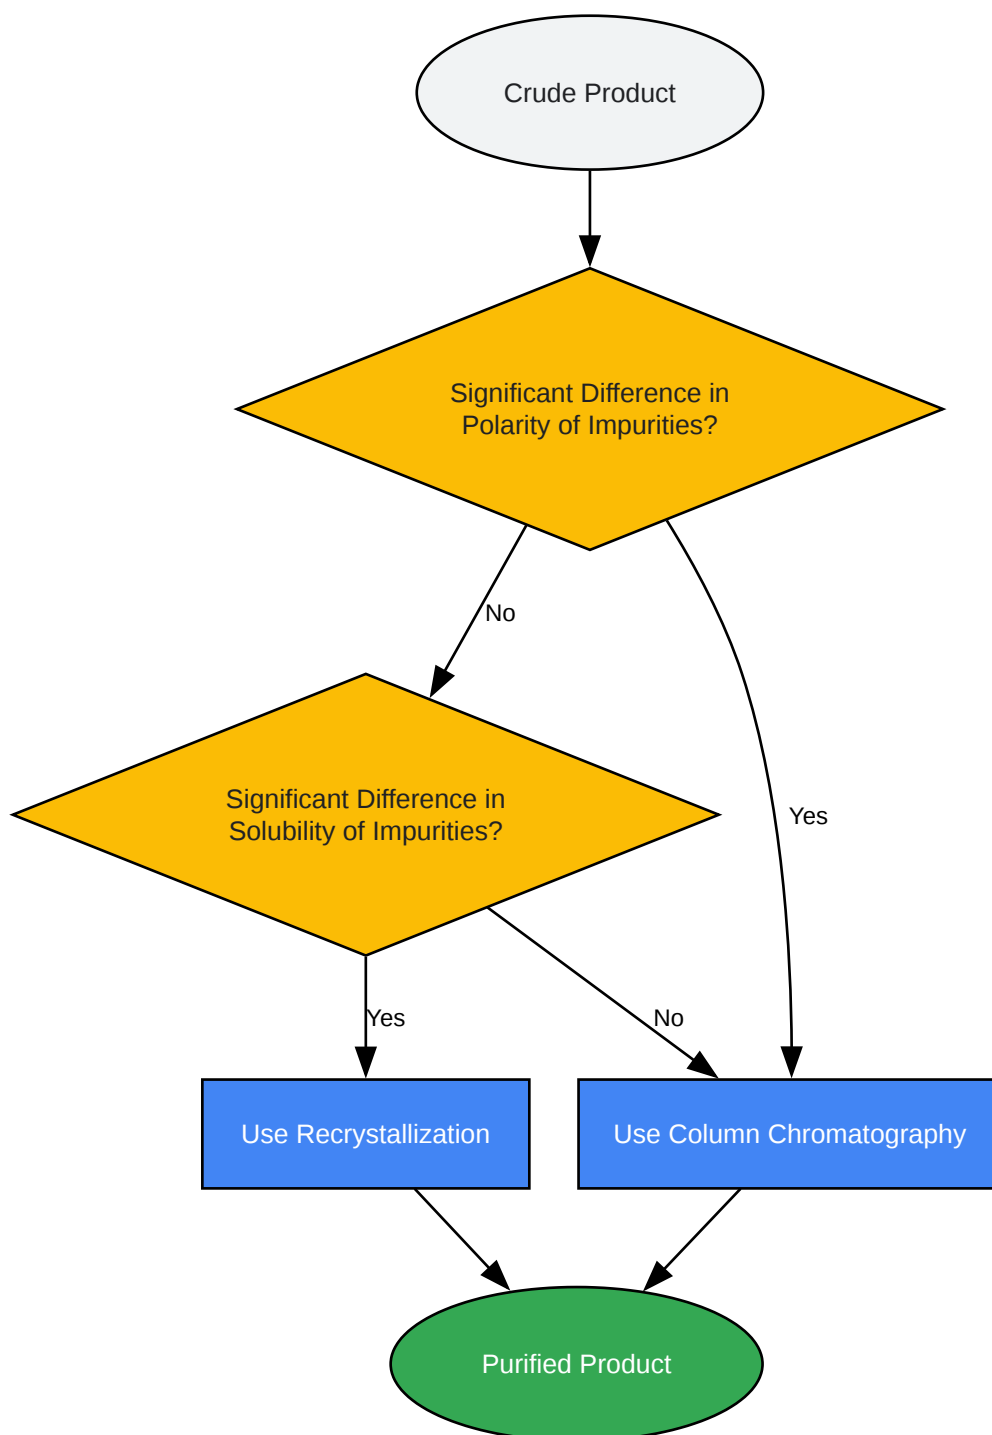 Crude Product
Significant Difference in
Polarity of Impurities?
No
Significant Difference in
Solubility of Impurities?
Yes
Yes
No
Use Recrystallization
Use Column Chromatography
Purified Product